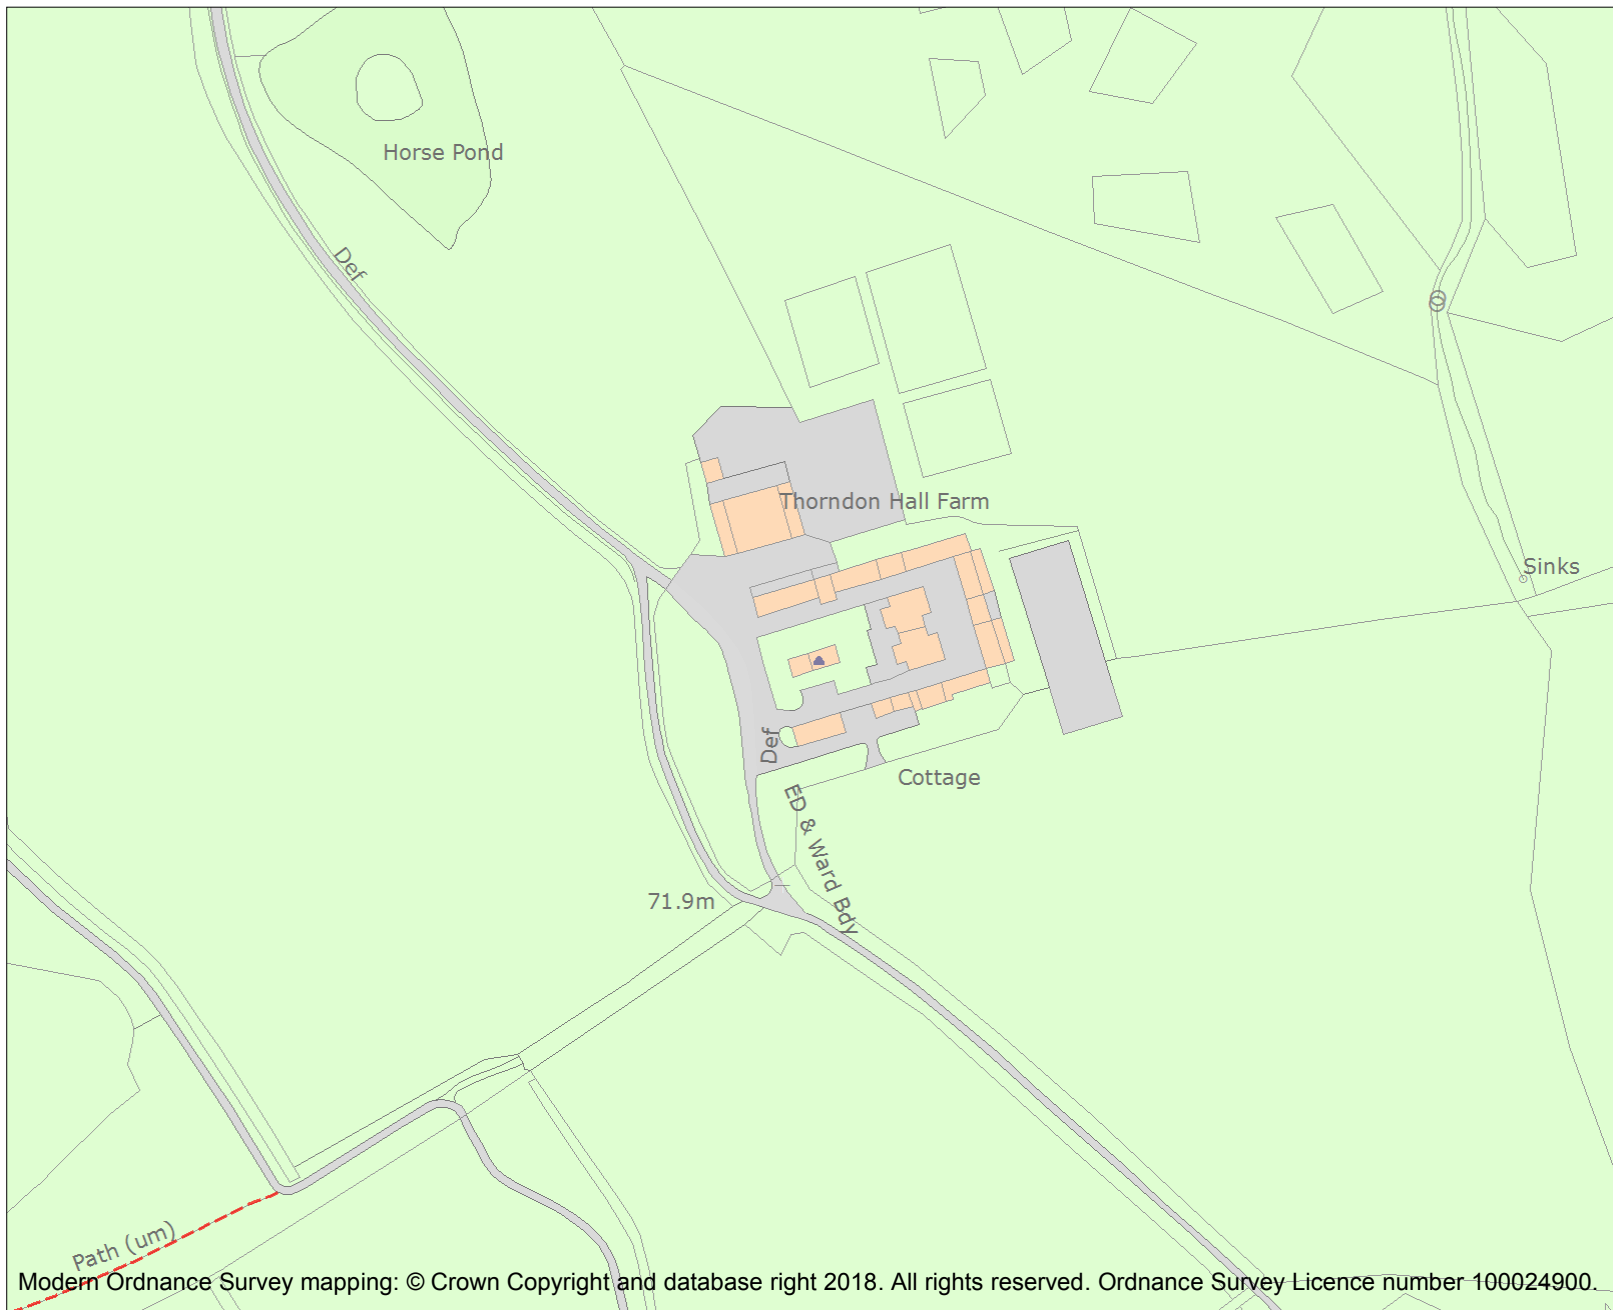 Horse Pond
Def
Thorndon Hall Farm
Sinks
Def
Cottage
ED & Ward Bdy
71.9m
Path (um)
Modern Ordnance Survey mapping: © Crown Copyright and database right 2018. All rights reserved. Ordnance Survey Licence number 100024900.